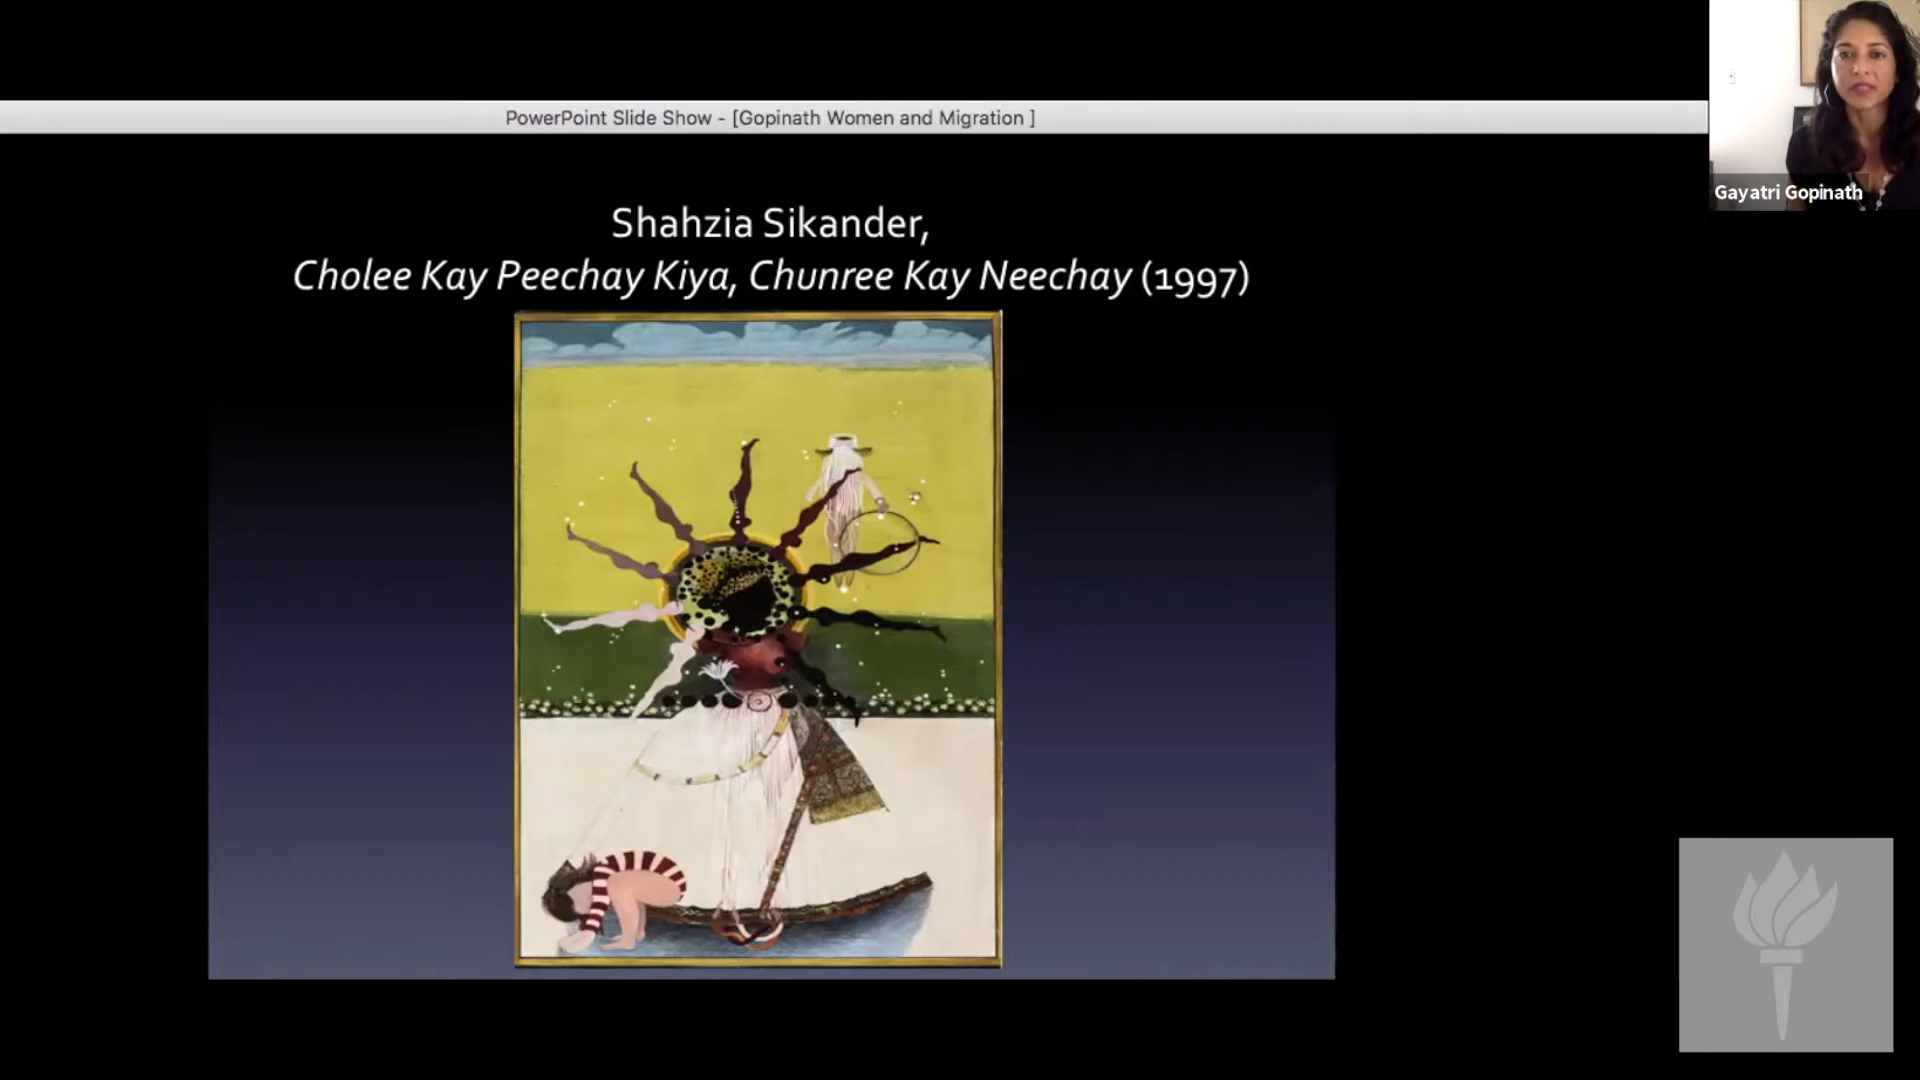 PowerPoint Slide Show - [Gopinath Women and Migration ]
Gayatri Gopinath
Shahzia Sikander,
Cholee Kay Peechay Kiya, Chunree Kay Neechay (1997)